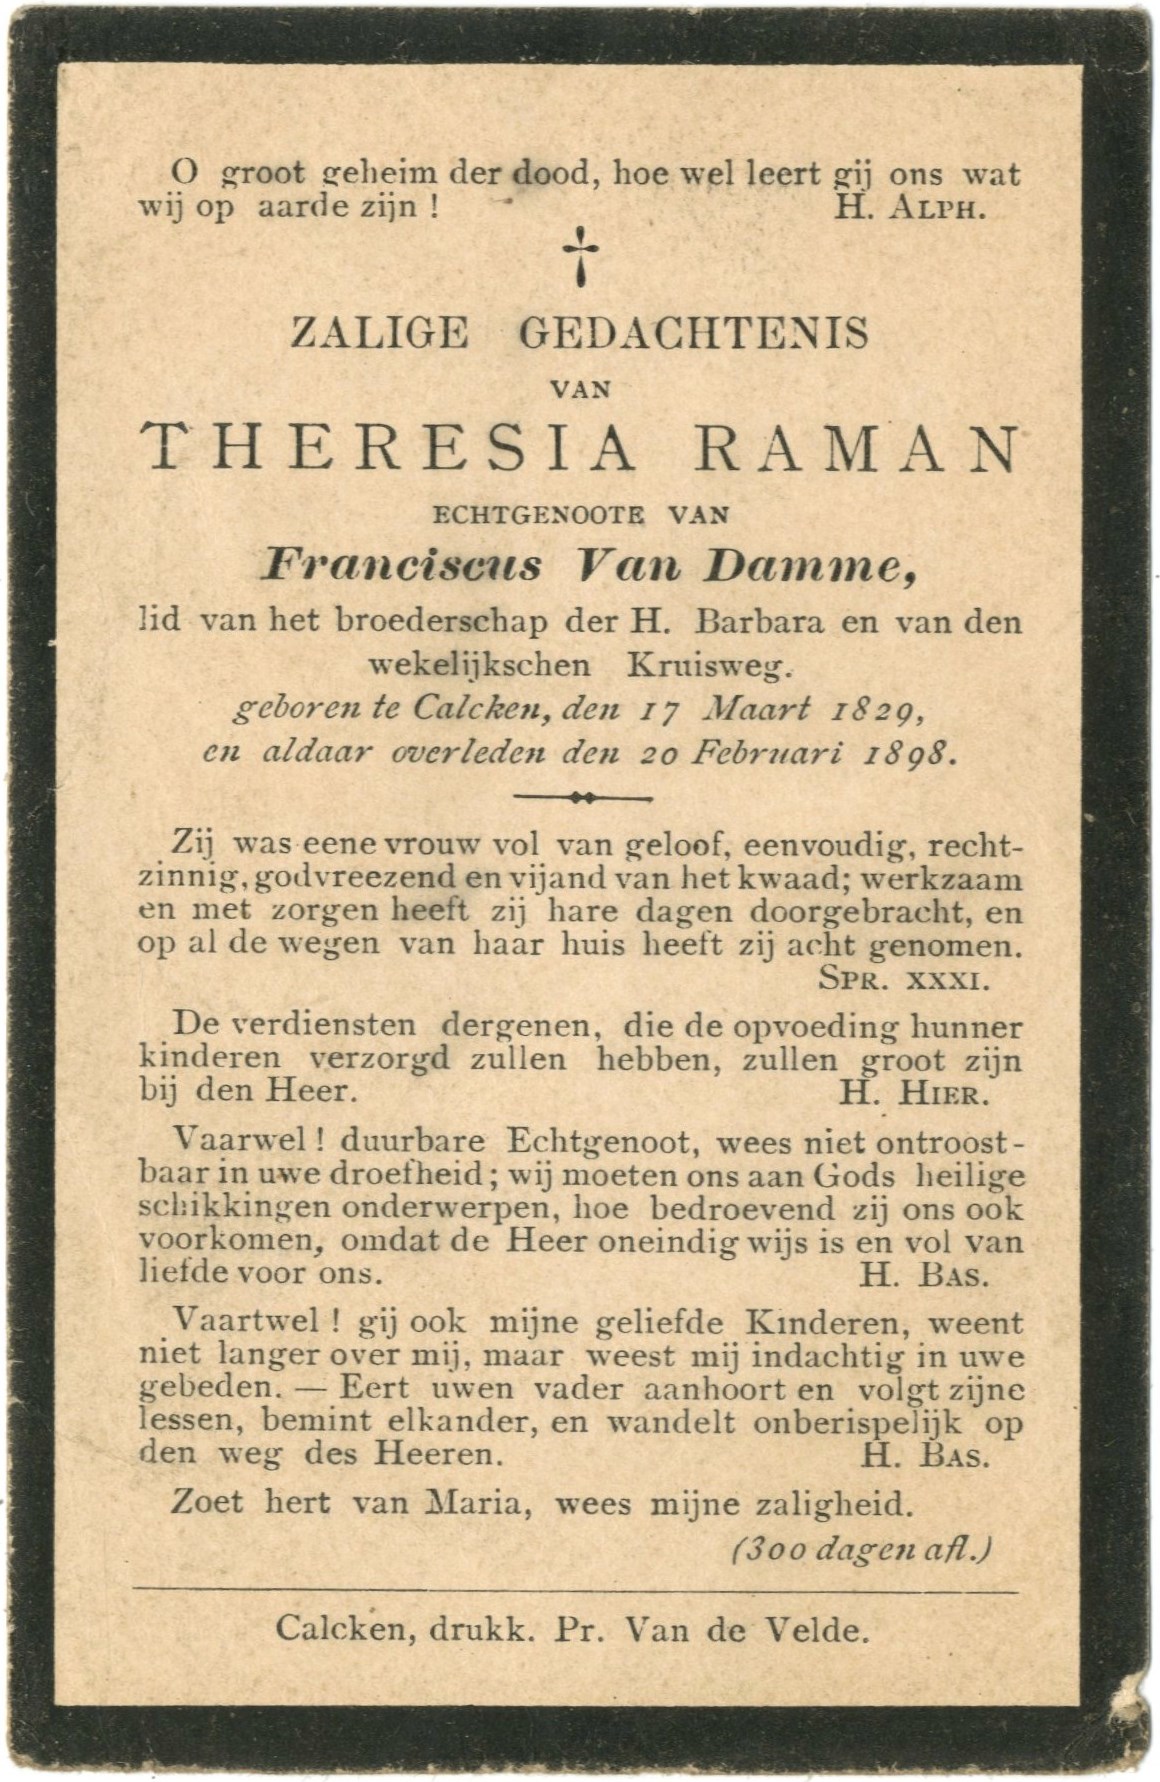 O groot geheim der dood, hoe wel leert gij ons wat
wij op aarde zijn ! H. ALPH.
ZALIGE GEDACHTENIS
VAN
THERESIA RAMAN
ECHTGENOOTE VAN
Franciscus Van Damme,
lid van het broederschap der H. Barbara en van den
wekelijkschen Kruisweg.
geboren te Calcken, den 17 Maart 1829,
en aldaar overleden den 20 Februari 1898.
Zij was eene vrouw vol van geloof, eenvoudig, recht-
zinnig, godvreezend en vijand van het kwaad; werkzaam
en met zorgen heeft zij hare dagen doorgebracht, en
op al de wegen van haar huis heeft zij acht genomen.
SPR. XXXI.
De verdiensten dergenen, die de opvoeding hunner
kinderen verzorgd zullen hebben, zullen groot zijn
bij den Heer. H. HIER.
Vaarwel ! duurbare Echtgenoot, wees niet ontroost-
baar in uwe droefheid ; wij moeten ons aan Gods heilige
schikkingen onderwerpen, hoe bedroevend zij ons ook
voorkomen, omdat de Heer oneindig wijs is en vol van
liefde voor ons. H. BAS.
Vaartwel ! gij ook mijne geliefde Kinderen, weent
niet langer over mij, maar weest mij indachtig in uwe
gebeden. — Eert uwen vader aanhoort en volgt zijne
lessen, bemint elkander, en wandelt onberispelijk op
den weg des Heeren. H. BAS.
Zoet hert van Maria, wees mijne zaligheid.
(300 dagen afl.)
Calcken, drukk. Pr. Van de Velde.